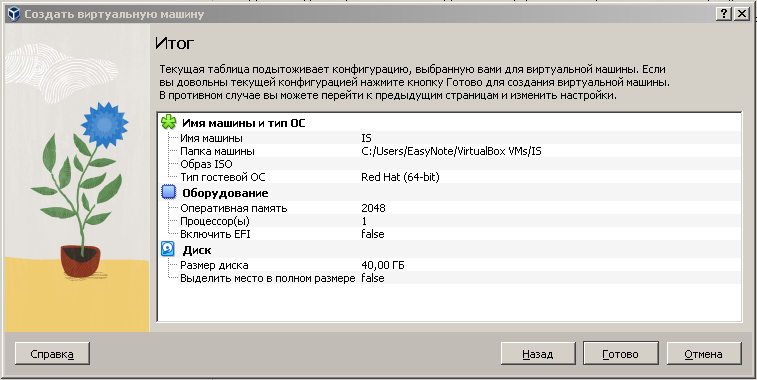 Создать виртуальную машину
Итог
Текущая таблица подытоживает конфигурацию, выбранную вами для виртуальной машины. Если
вы довольны текущей конфигурацией нажмите кнопку Готово для создания виртуальной машины.
В противном случае вы можете перейти к предыдущим страницам и изменить настройки.
Имя машины и тип ОС
Имя машины IS
Папка машины C:/Users/EasyNote/VirtualBox VMs/IS
Образ ISO
Тип гостевой ОС Red Hat (64-bit)
Оборудование
Оперативная память 2048
Процессор(ы) 1
Включить EFI false
Диск
Размер диска 40,00 ГБ
Выделить место в полном размере false
Справка Назад Готово Отмена